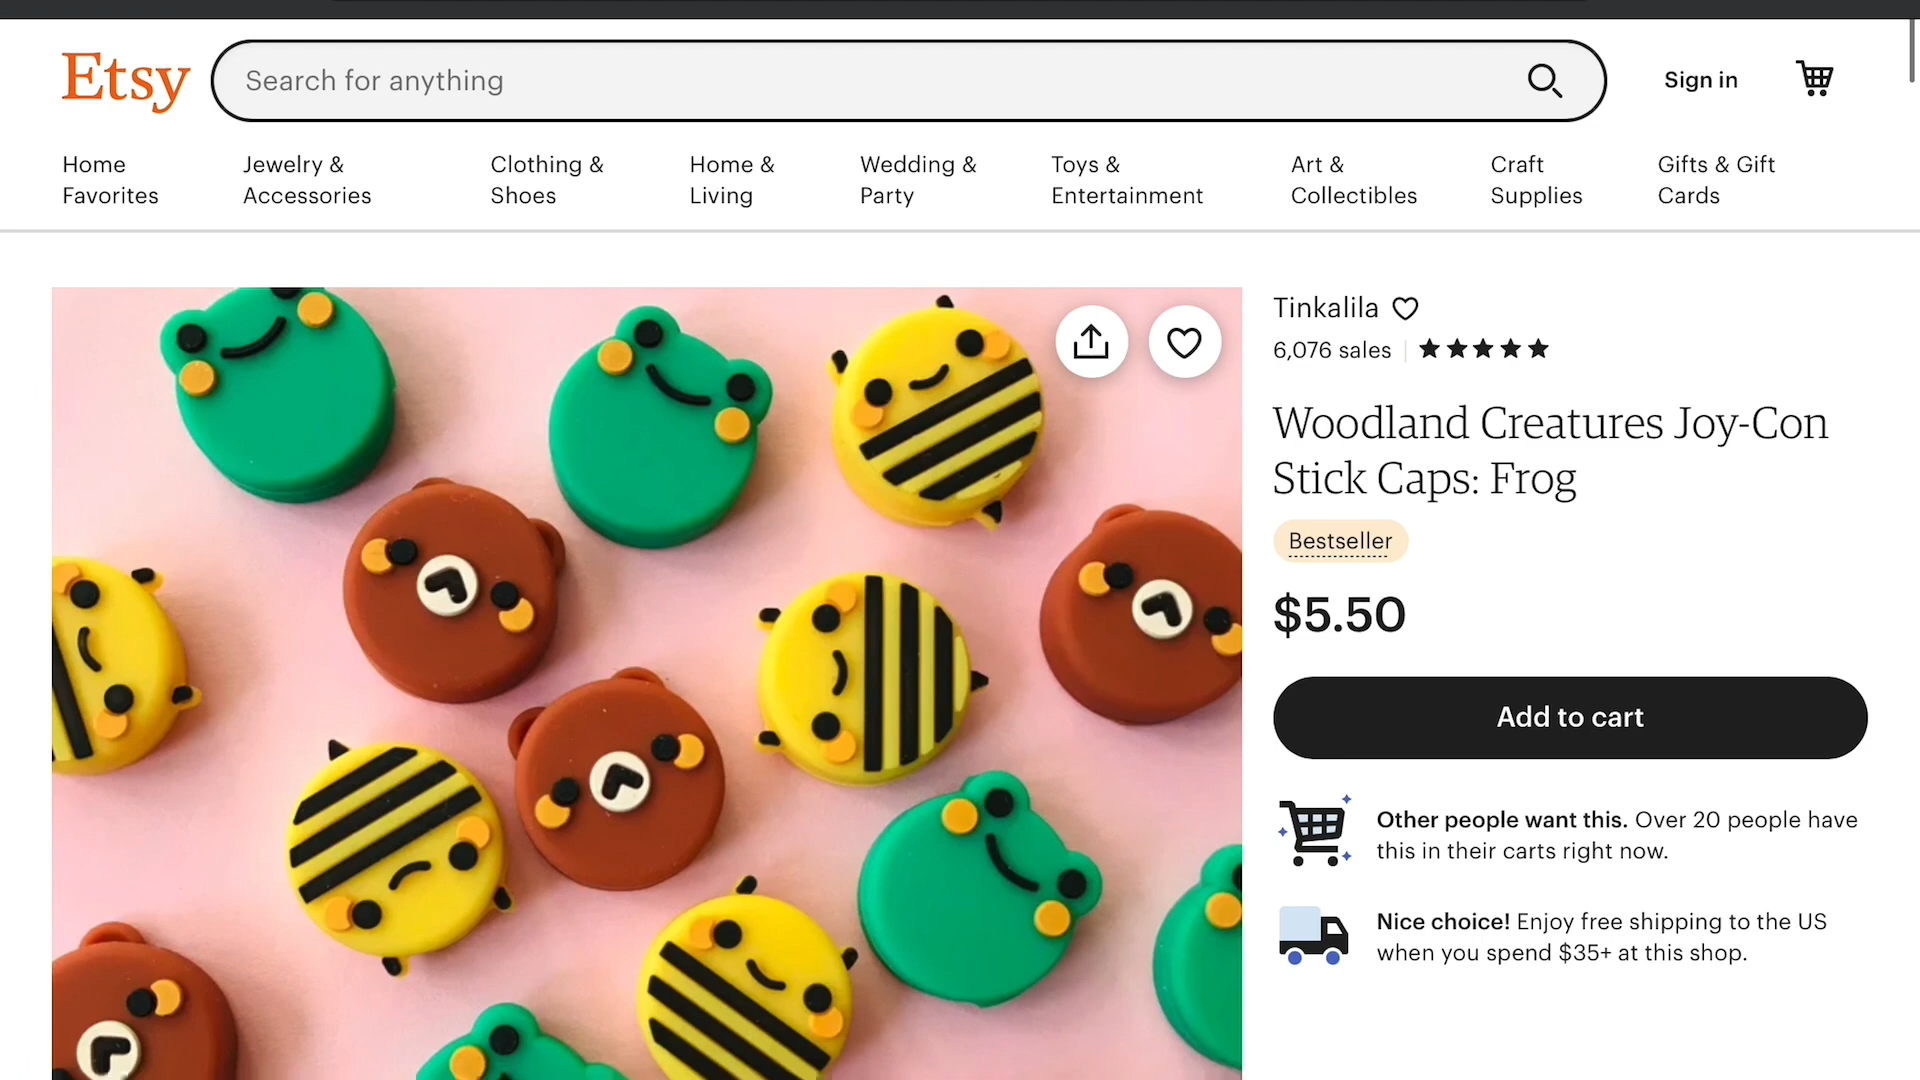 Etsy
Search for anything
Sign in
Home
Favorites
Jewelry &
Accessories
Clothing &
Shoes
Home &
Living
Wedding &
Party
Toys &
Entertainment
Art &
Collectibles
Craft
Supplies
Gifts & Gift
Cards
Tinkalila
6,076 sales
Woodland Creatures Joy-Con
Stick Caps: Frog
Bestseller
$5.50
Add to cart
Other people want this. Over 20 people have
this in their carts right now.
Nice choice! Enjoy free shipping to the US
when you spend $35+ at this shop.